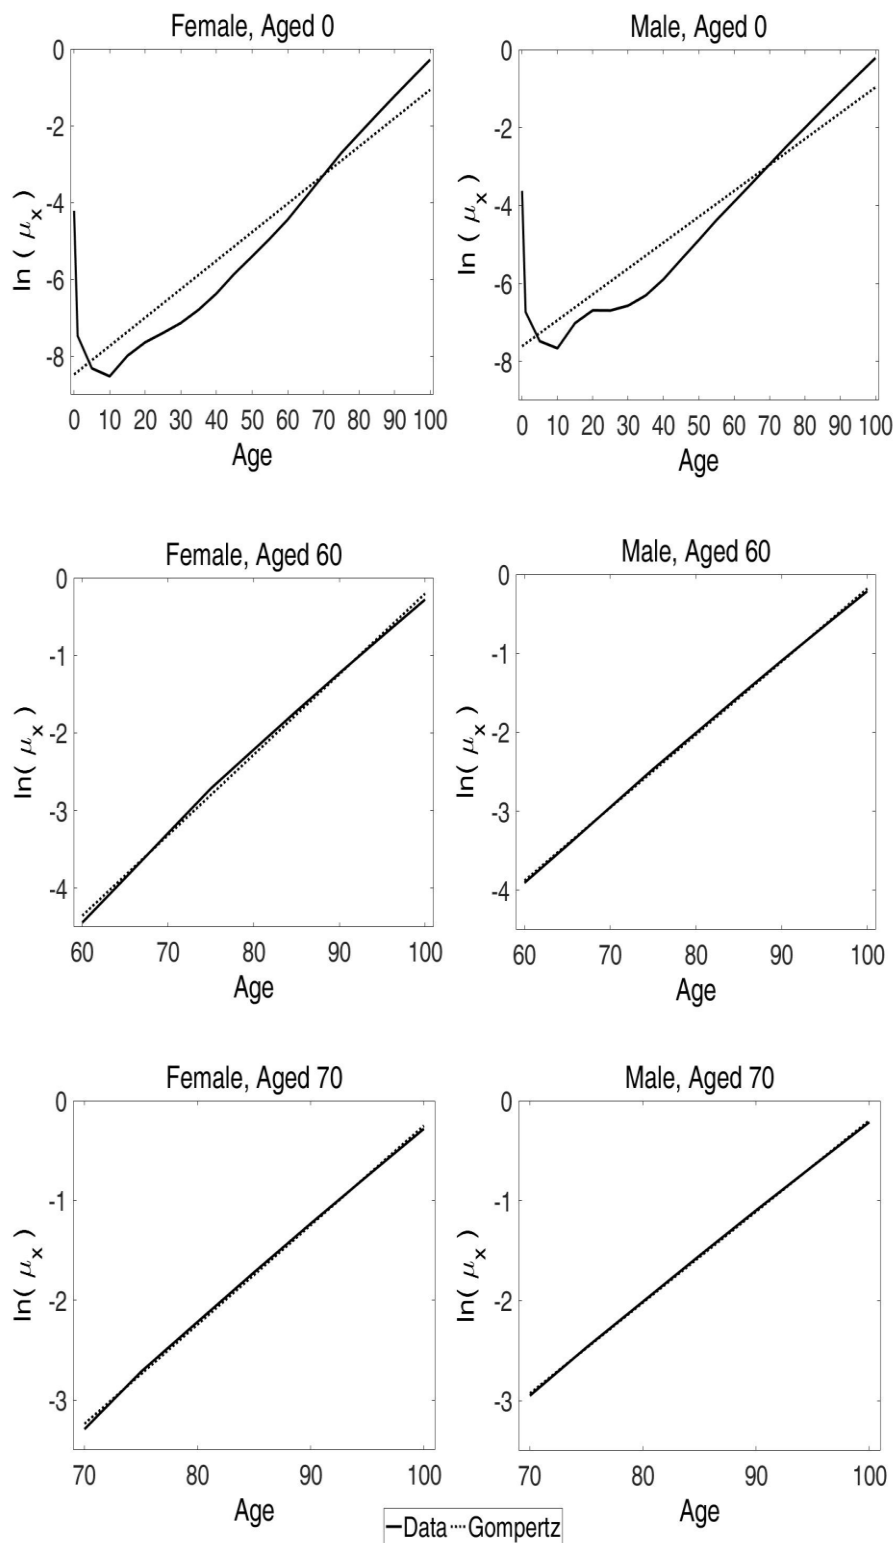 Female, Aged 0
0
-2
-4
-6
-8
ln ( μx )
0 10 20 30 40 50 60 70 80 90 100
Age
Male, Aged 0
0
-2
-4
-6
-8
ln ( μx )
0 10 20 30 40 50 60 70 80 90 100
Age
Female, Aged 60
0
-1
-2
-3
-4
ln( μx )
60 70 80 90 100
Age
Male, Aged 60
0
-1
-2
-3
-4
ln( μx )
60 70 80 90 100
Age
Female, Aged 70
0
-1
-2
-3
ln( μx )
70 80 90 100
Age
Male, Aged 70
0
-1
-2
-3
ln( μx )
70 80 90 100
Age
Data Gompertz